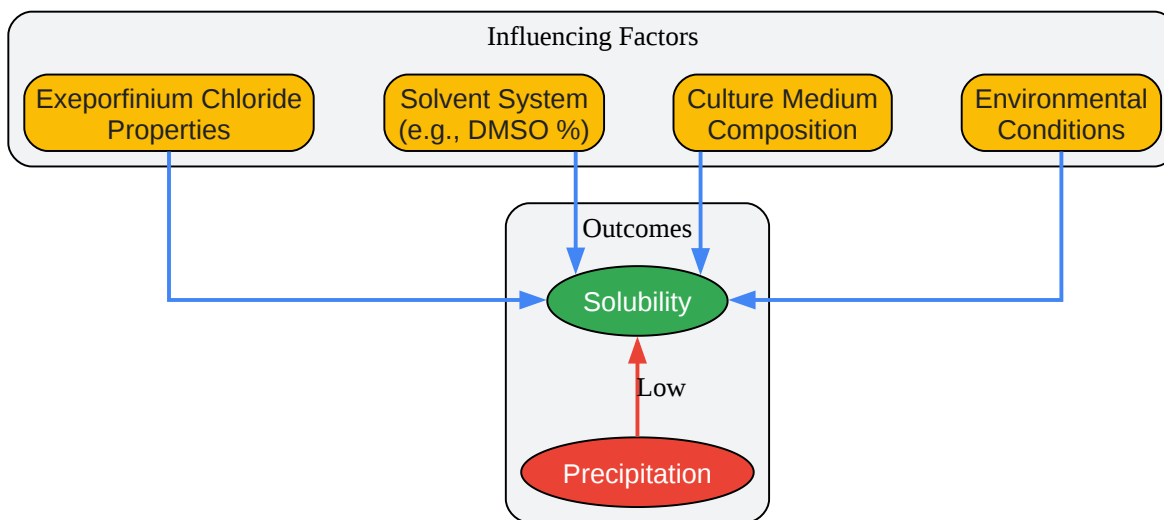 Influencing Factors
Exeporfinium Chloride
Properties
Solvent System
(e.g., DMSO %)
Culture Medium
Composition
Environmental
Conditions
Outcomes
Solubility
Low
Precipitation